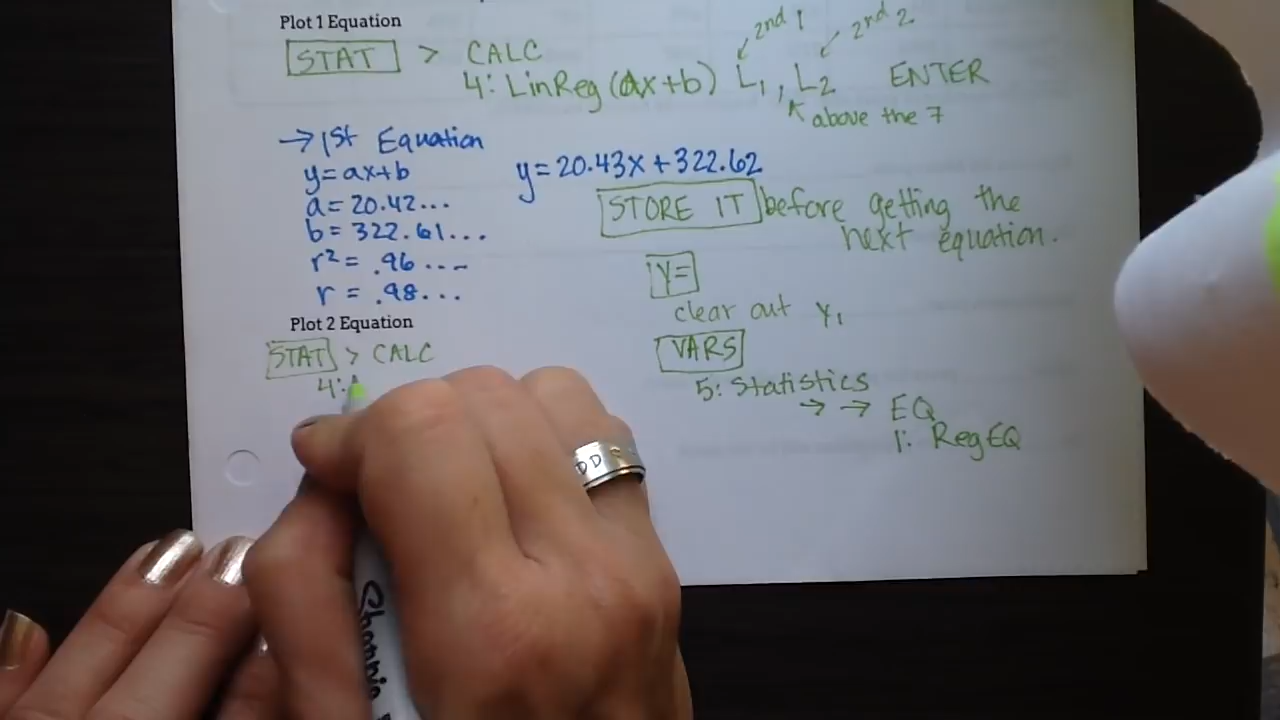 Plot 1 Equation
STAT > CALC
2nd 1
2nd 2
4: LinReg (ax+b) L1, L2 ENTER
above the 7
→ 1st Equation
y=ax+b
a = 20.42...
b = 322.61...
r² = .96....
r = .98...
y = 20.43x + 322.62
STORE IT before getting the
next equation.
Y=
clear out Y1
VARS
5: Statistics
→ → EQ
1: RegEQ
Plot 2 Equation
STAT > CALC
4:
Sharpie